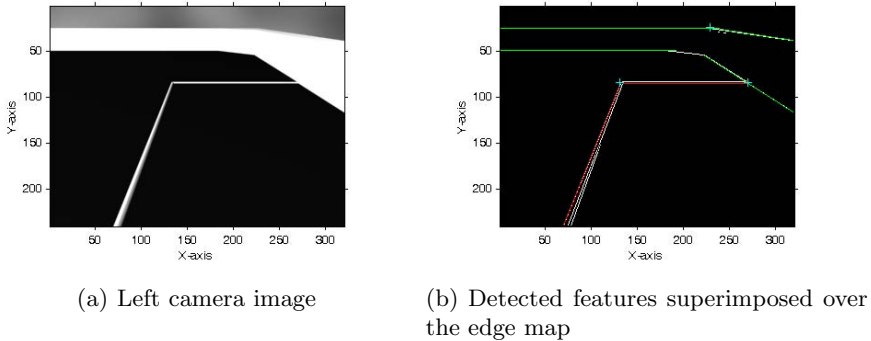 50
100
150
200
Y-axis
50 100 150 200 250 300
X-axis
(a) Left camera image
50
100
150
200
Y-axis
50 100 150 200 250 300
X-axis
(b) Detected features superimposed over
the edge map